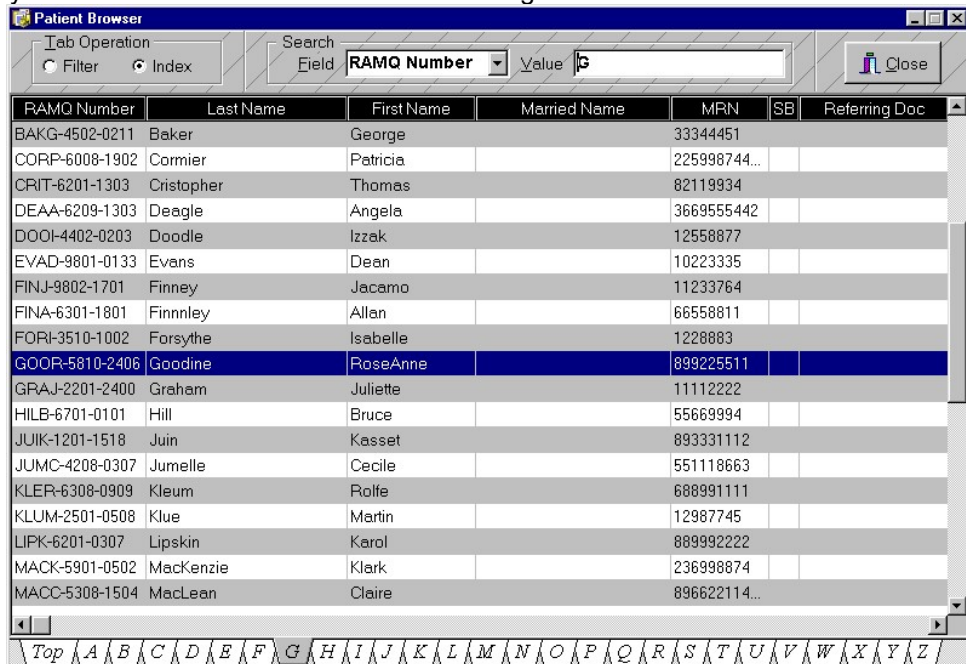 Patient Browser
Tab Operation
Filter Index
Search
Field RAMQ Number Value G
Close
RAMQ Number Last Name First Name Married Name MRN SB Referring Doc
BAKG-4502-0211 Baker George 33344451
CORP-6008-1902 Cormier Patricia 225998744...
CRIT-6201-1303 Cristopher Thomas 82119934
DEAA-6209-1303 Deagle Angela 3669555442
DOOI-4402-0203 Doodle Izzak 12558877
EVAD-9801-0133 Evans Dean 10223335
FINJ-9802-1701 Finney Jacamo 11233764
FINA-6301-1801 Finnnley Allan 66558811
FORI-3510-1002 Forsythe Isabelle 1228883
GOOR-5810-2406 Goodine RoseAnne 899225511
GRAJ-2201-2400 Graham Juliette 11112222
HILB-6701-0101 Hill Bruce 55669994
JUIK-1201-1518 Juin Kasset 893331112
JUMC-4208-0307 Jumelle Cecile 551118663
KLER-6308-0909 Kleum Rolfe 688991111
KLUM-2501-0508 Klue Martin 12987745
LIPK-6201-0307 Lipskin Karol 889992222
MACK-5901-0502 MacKenzie Klark 236998874
MACC-5308-1504 MacLean Claire 896622114...
Top A B C D E F G H I J K L M N O P Q R S T U V W X Y Z